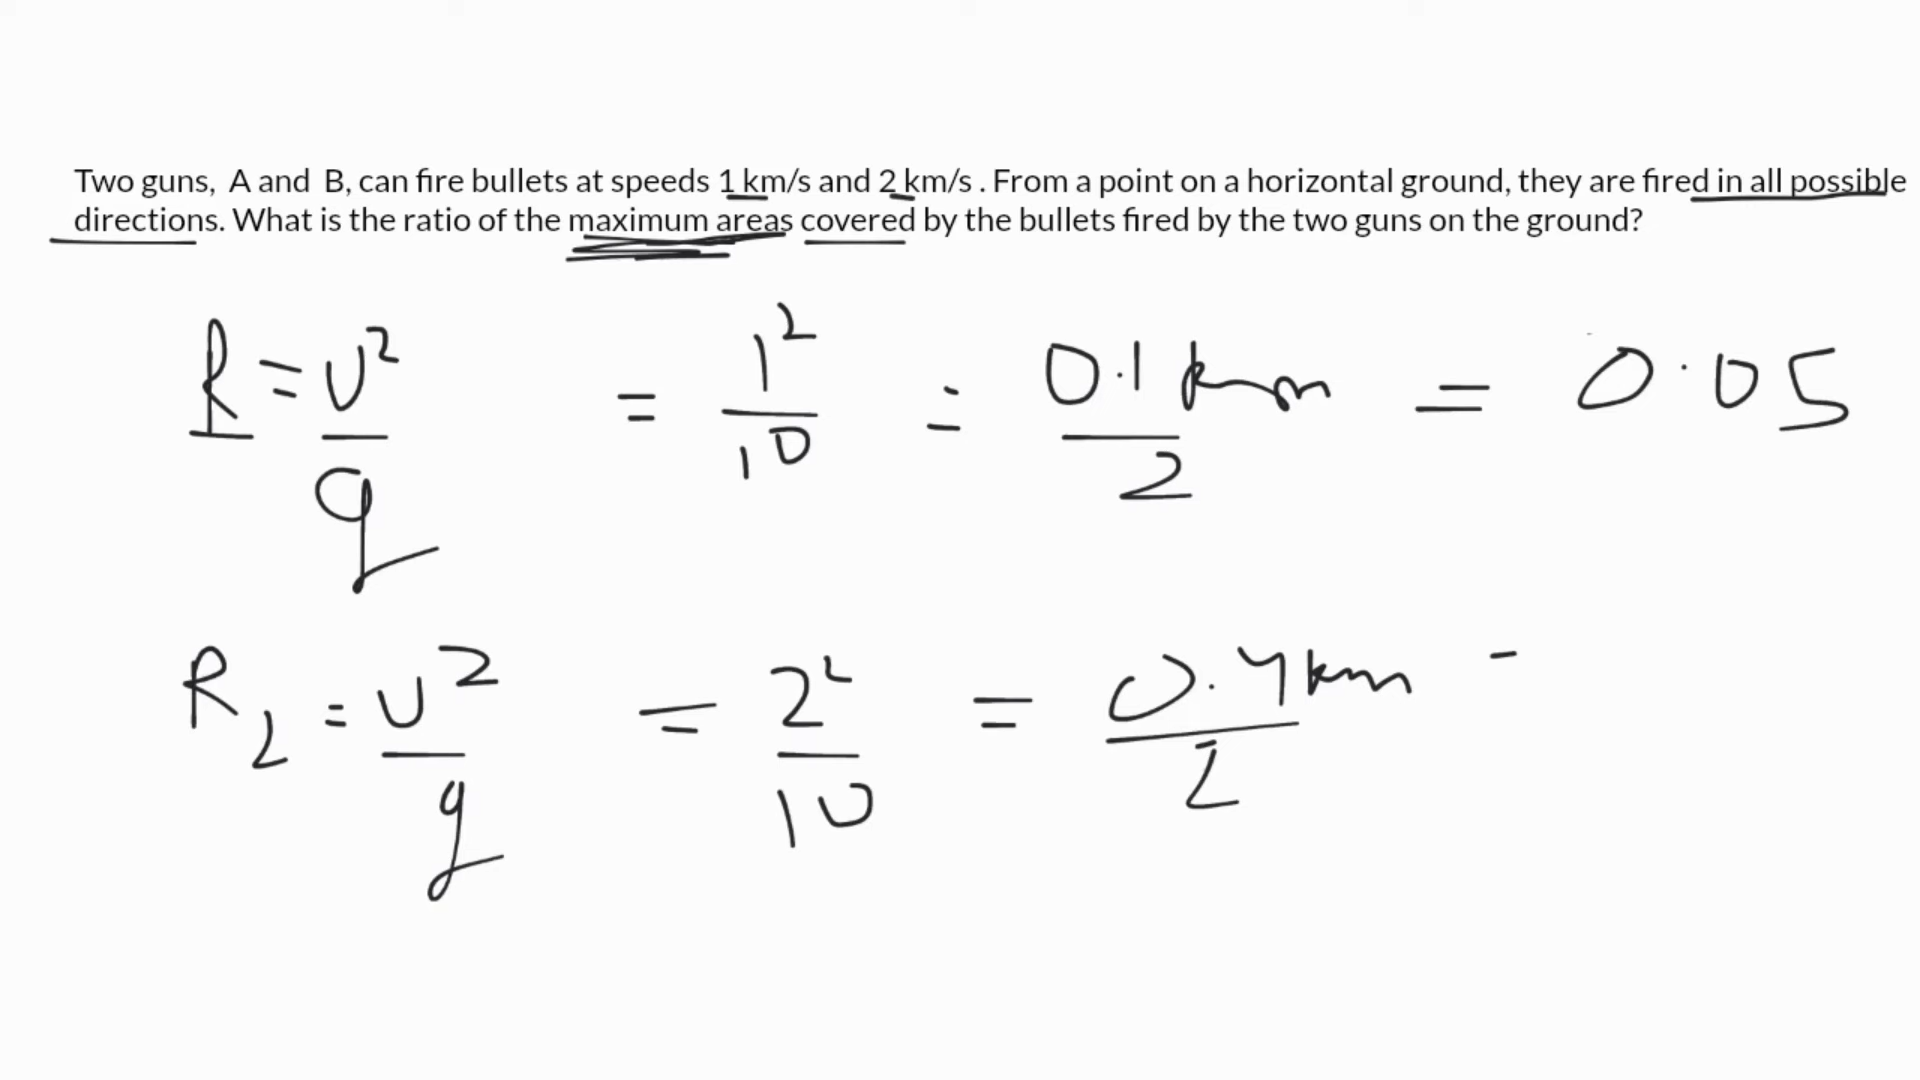 Two guns, A and B, can fire bullets at speeds 1 km/s and 2 km/s . From a point on a horizontal ground, they are fired in all possible
directions. What is the ratio of the maximum areas covered by the bullets fired by the two guns on the ground?
R = u²/g = 1²/10 = 0.1 km/2 = 0.05
R₂ = u²/g = 2²/10 = 0.4 km/2 -